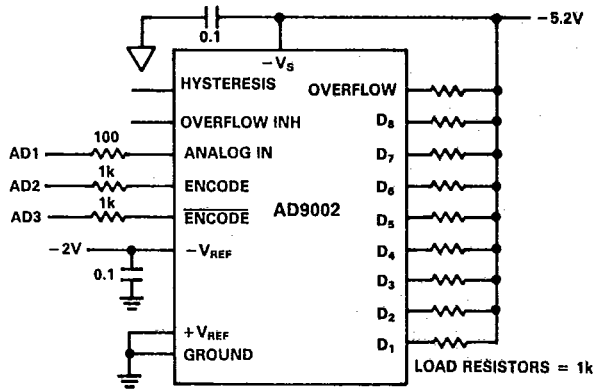 0.1
−5.2V
−VS
HYSTERESIS
OVERFLOW
OVERFLOW INH
D8
AD1
100
ANALOG IN
D7
AD2
1k
ENCODE
D6
AD3
1k
ENCODE
AD9002
D5
−2V
−VREF
D4
0.1
D3
D2
+VREF
GROUND
D1
LOAD RESISTORS = 1k